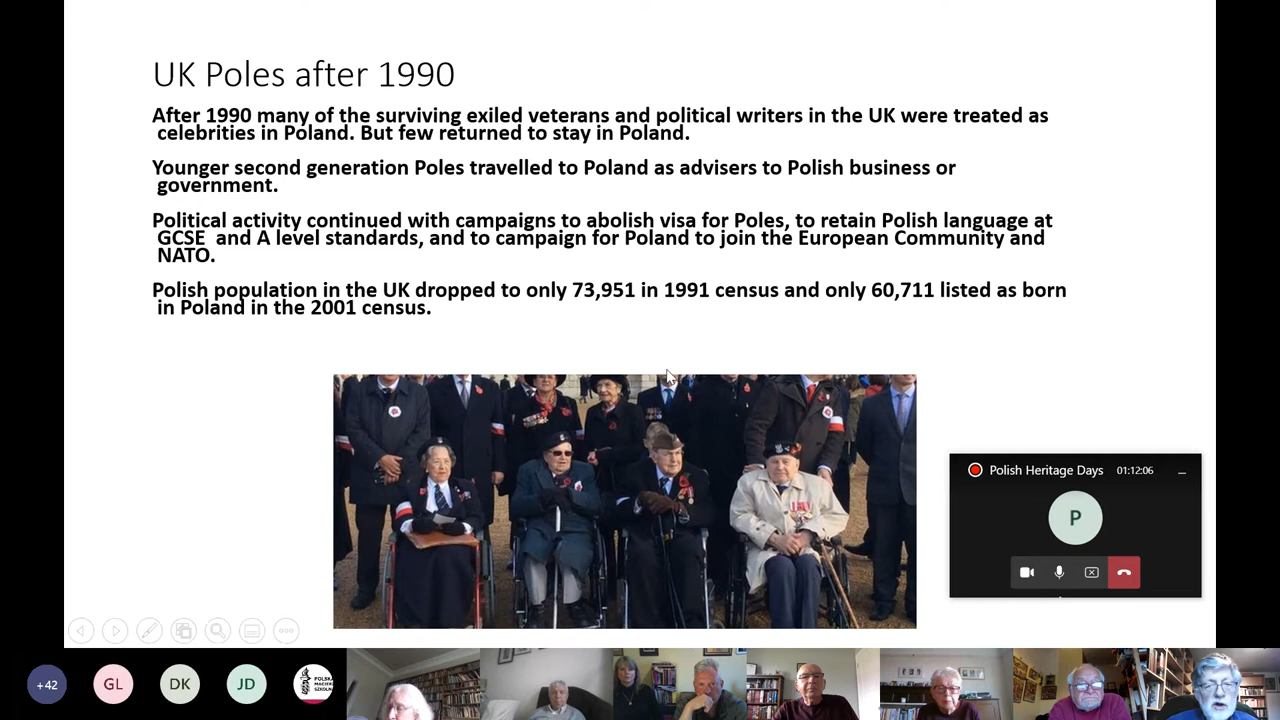 UK Poles after 1990
After 1990 many of the surviving exiled veterans and political writers in the UK were treated as
celebrities in Poland. But few returned to stay in Poland.
Younger second generation Poles travelled to Poland as advisers to Polish business or
government.
Political activity continued with campaigns to abolish visa for Poles, to retain Polish language at
GCSE  and A level standards, and to campaign for Poland to join the European Community and
NATO.
Polish population in the UK dropped to only 73,951 in 1991 census and only 60,711 listed as born
in Poland in the 2001 census.
Polish Heritage Days 01:12:06
P
+42 GL DK JD
POLSKA
MACIERZ
SZKOLNA